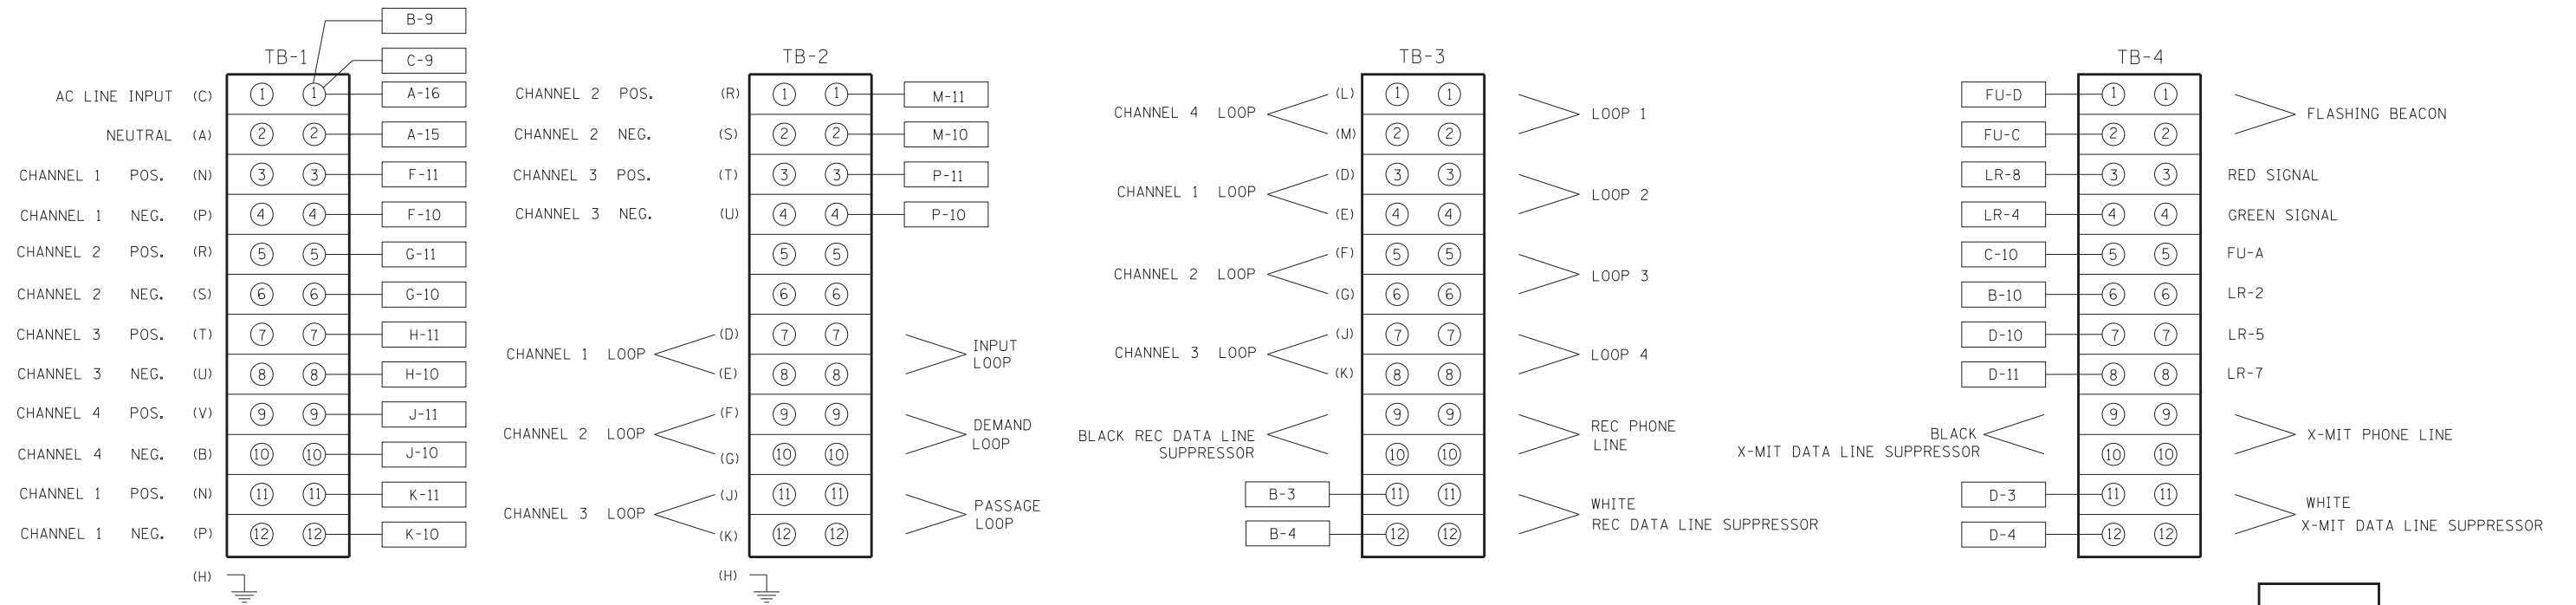 B-9
TB-1
C-9
AC LINE INPUT (C) 1 1 A-16
NEUTRAL (A) 2 2 A-15
CHANNEL 1 POS. (N) 3 3 F-11
CHANNEL 1 NEG. (P) 4 4 F-10
CHANNEL 2 POS. (R) 5 5 G-11
CHANNEL 2 NEG. (S) 6 6 G-10
CHANNEL 3 POS. (T) 7 7 H-11
CHANNEL 3 NEG. (U) 8 8 H-10
CHANNEL 4 POS. (V) 9 9 J-11
CHANNEL 4 NEG. (B) 10 10 J-10
CHANNEL 1 POS. (N) 11 11 K-11
CHANNEL 1 NEG. (P) 12 12 K-10
(H)
TB-2
CHANNEL 2 POS. (R) 1 1 M-11
CHANNEL 2 NEG. (S) 2 2 M-10
CHANNEL 3 POS. (T) 3 3 P-11
CHANNEL 3 NEG. (U) 4 4 P-10
5 5
6 6
(D) 7 7
CHANNEL 1 LOOP
INPUT
LOOP
(E) 8 8
(F) 9 9
CHANNEL 2 LOOP
DEMAND
LOOP
(G) 10 10
(J) 11 11
CHANNEL 3 LOOP
PASSAGE
LOOP
(K) 12 12
(H)
TB-3
(L) 1 1
CHANNEL 4 LOOP
LOOP 1
(M) 2 2
(D) 3 3
CHANNEL 1 LOOP
LOOP 2
(E) 4 4
(F) 5 5
CHANNEL 2 LOOP
LOOP 3
(G) 6 6
(J) 7 7
CHANNEL 3 LOOP
LOOP 4
(K) 8 8
9 9
BLACK REC DATA LINE
SUPPRESSOR
REC PHONE
LINE
10 10
B-3 11 11
WHITE
REC DATA LINE SUPPRESSOR
B-4 12 12
TB-4
FU-D 1 1
FLASHING BEACON
FU-C 2 2
LR-8 3 3 RED SIGNAL
LR-4 4 4 GREEN SIGNAL
C-10 5 5 FU-A
B-10 6 6 LR-2
D-10 7 7 LR-5
D-11 8 8 LR-7
9 9
BLACK
X-MIT DATA LINE SUPPRESSOR
X-MIT PHONE LINE
10 10
D-3 11 11
WHITE
X-MIT DATA LINE SUPPRESSOR
D-4 12 12